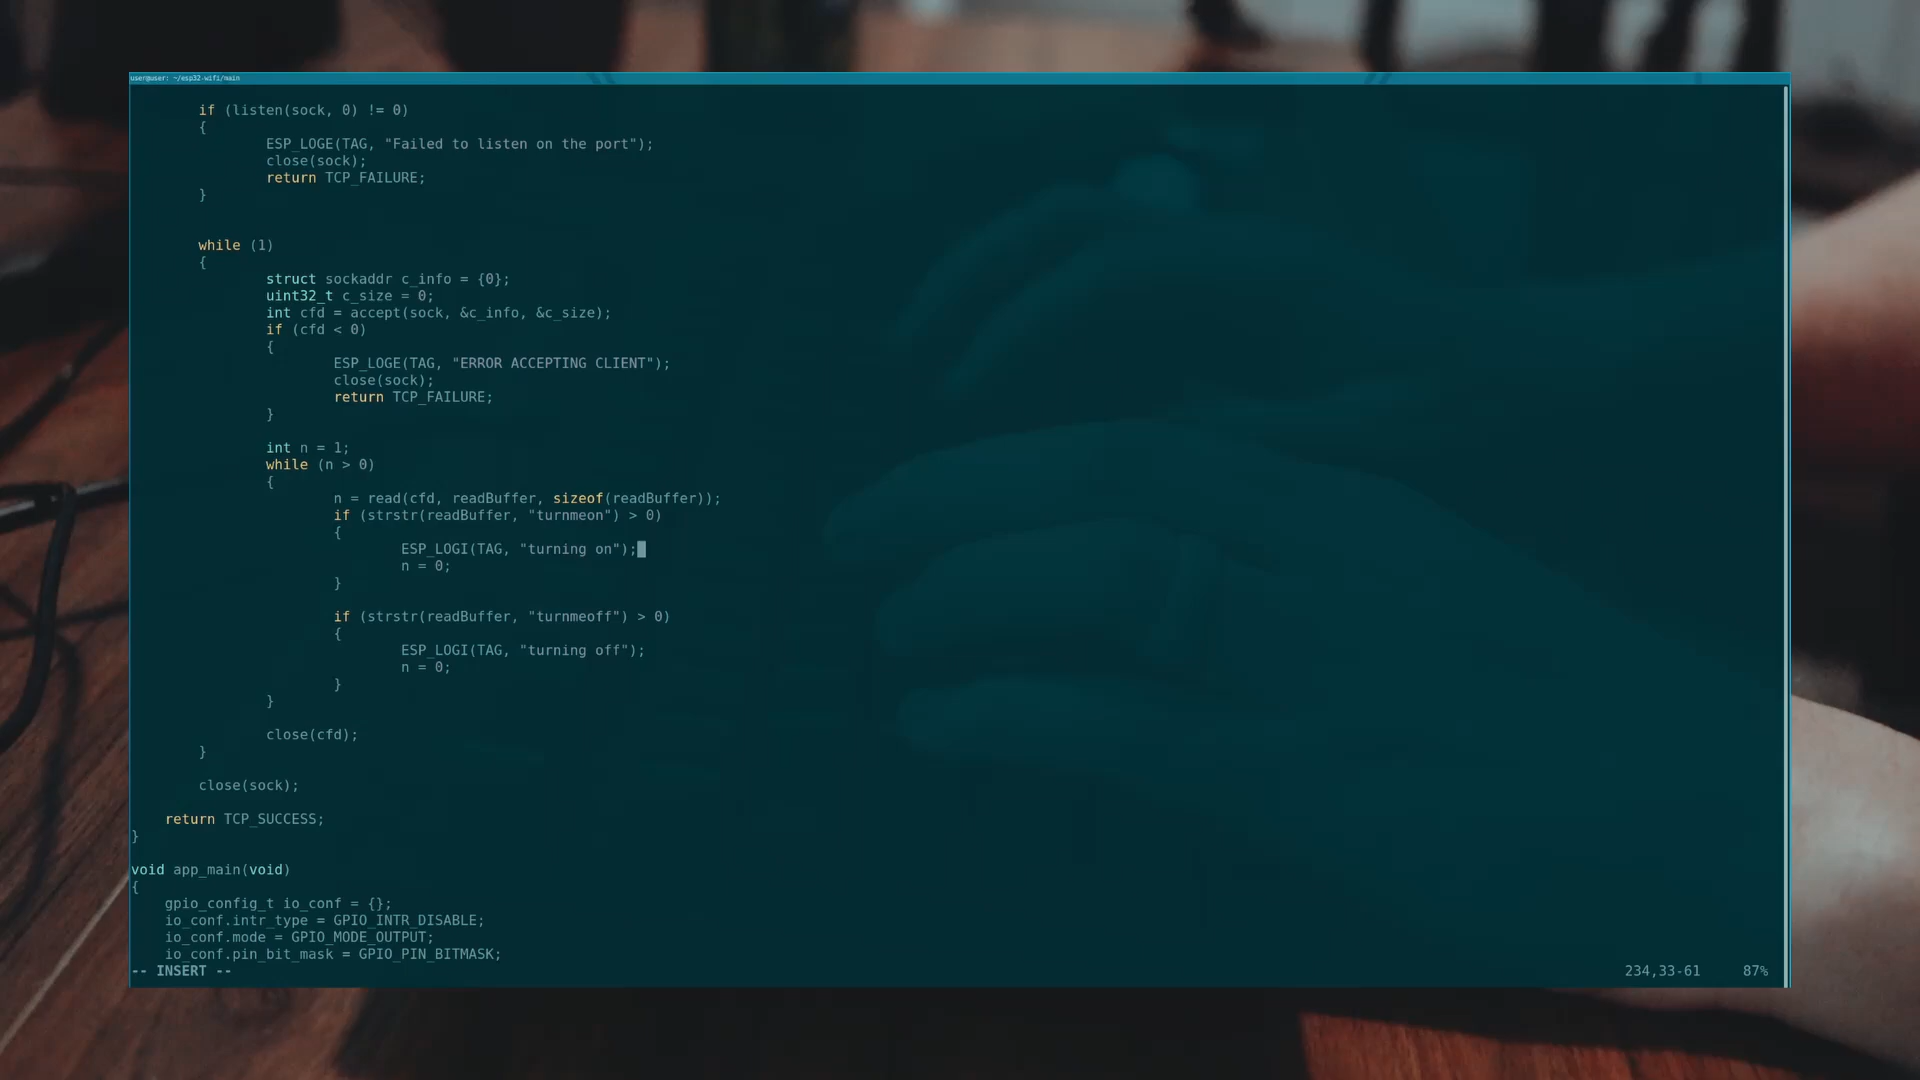 user@user: ~/esp32-wifi/main
if (listen(sock, 0) != 0)
{
ESP_LOGE(TAG, "Failed to listen on the port");
close(sock);
return TCP_FAILURE;
}
while (1)
{
struct sockaddr c_info = {0};
uint32_t c_size = 0;
int cfd = accept(sock, &c_info, &c_size);
if (cfd < 0)
{
ESP_LOGE(TAG, "ERROR ACCEPTING CLIENT");
close(sock);
return TCP_FAILURE;
}
int n = 1;
while (n > 0)
{
n = read(cfd, readBuffer, sizeof(readBuffer));
if (strstr(readBuffer, "turnmeon") > 0)
{
ESP_LOGI(TAG, "turning on");
n = 0;
}
if (strstr(readBuffer, "turnmeoff") > 0)
{
ESP_LOGI(TAG, "turning off");
n = 0;
}
}
close(cfd);
}
close(sock);
return TCP_SUCCESS;
}
void app_main(void)
{
gpio_config_t io_conf = {};
io_conf.intr_type = GPIO_INTR_DISABLE;
io_conf.mode = GPIO_MODE_OUTPUT;
io_conf.pin_bit_mask = GPIO_PIN_BITMASK;
-- INSERT -- 234,33-61 87%